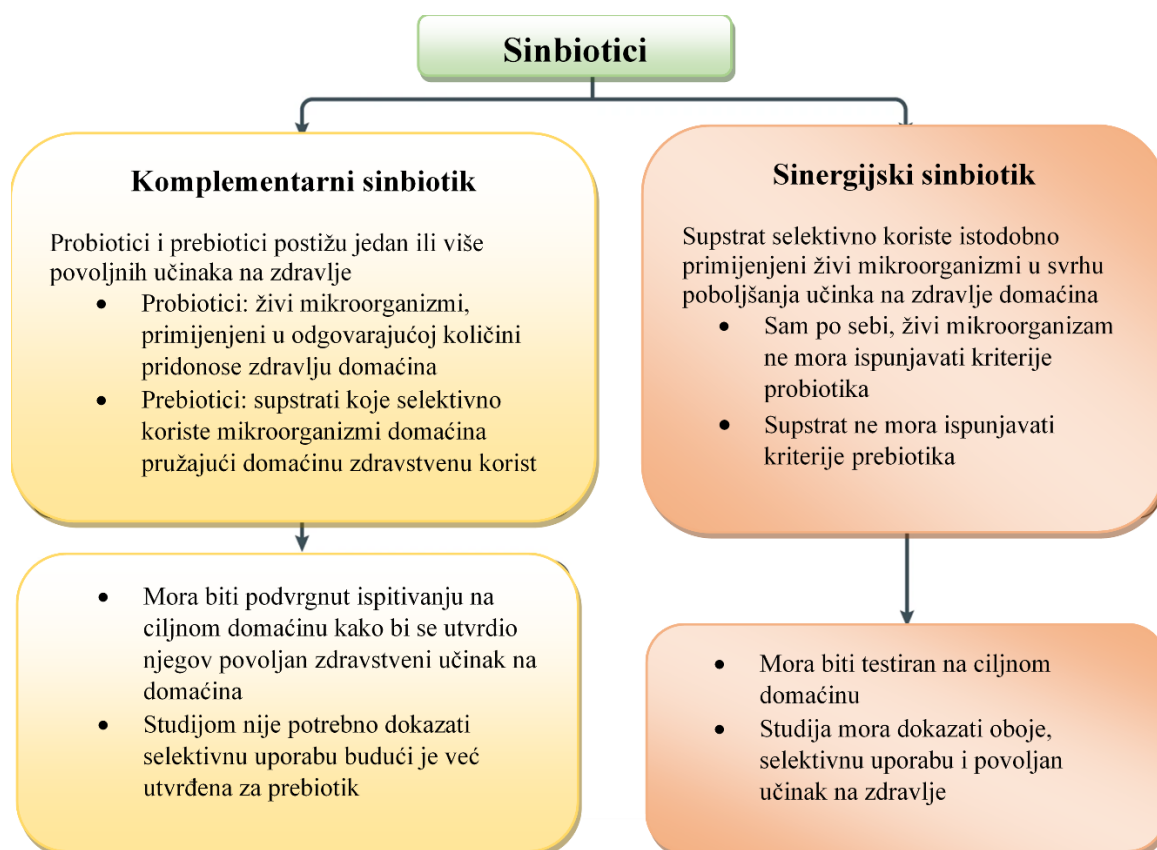 Sinbiotici
Komplementarni sinbiotik
Probiotici i prebiotici postižu jedan ili više
povoljnih učinaka na zdravlje
• Probiotici: živi mikroorganizmi,
primijenjeni u odgovarajućoj količini
pridonose zdravlju domaćina
• Prebiotici: supstrati koje selektivno
koriste mikroorganizmi domaćina
pružajući domaćinu zdravstvenu korist
• Mora biti podvrgnut ispitivanju na
ciljnom domaćinu kako bi se utvrdio
njegov povoljan zdravstveni učinak na
domaćina
• Studijom nije potrebno dokazati
selektivnu uporabu budući je već
utvrđena za prebiotik
Sinergijski sinbiotik
Supstrat selektivno koriste istodobno
primijenjeni živi mikroorganizmi u svrhu
poboljšanja učinka na zdravlje domaćina
• Sam po sebi, živi mikroorganizam
ne mora ispunjavati kriterije
probiotika
• Supstrat ne mora ispunjavati
kriterije prebiotika
• Mora biti testiran na ciljnom
domaćinu
• Studija mora dokazati oboje,
selektivnu uporabu i povoljan
učinak na zdravlje